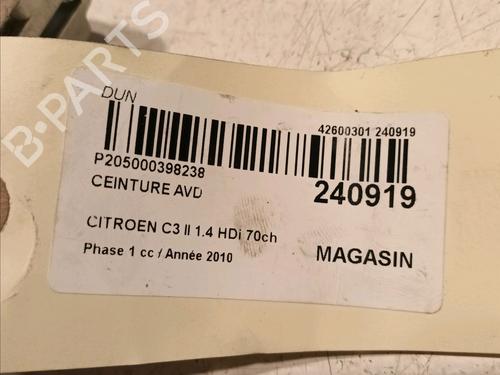 DUN
42600301 240919
P205000398238
CEINTURE AVD
240919
CITROEN C3 II 1.4 HDi 70ch
Phase 1 cc / Année 2010
MAGASIN
B-PARTS